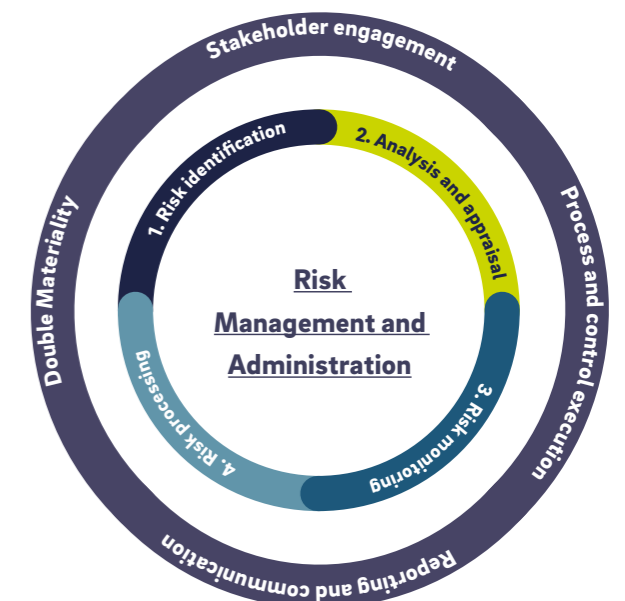 Stakeholder engagement
Process and control execution
Reporting and communication
Double Materiality
1. Risk identification
2. Analysis and appraisal
3. Risk monitoring
4. Risk processing
Risk
Management and
Administration